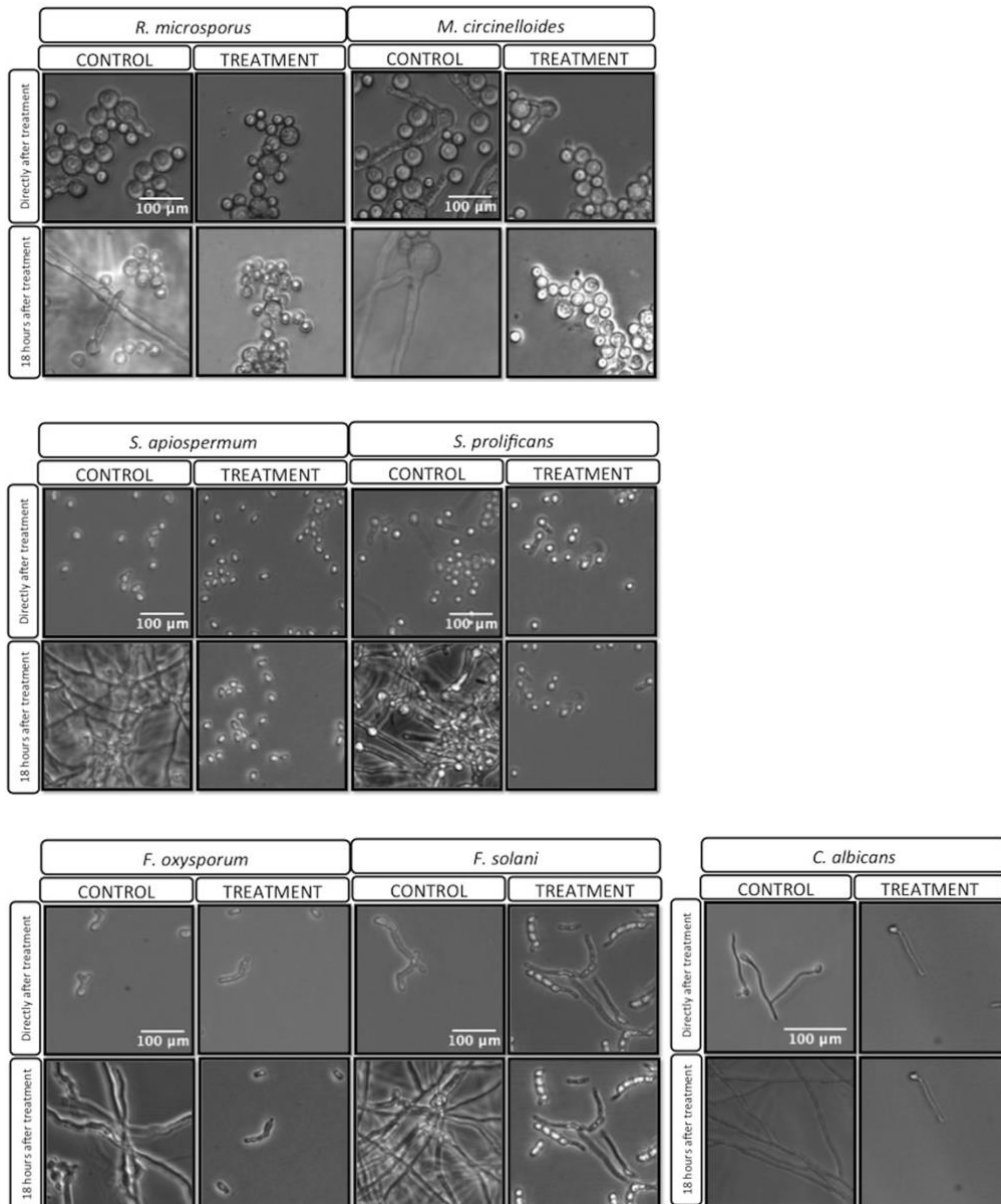 R. microsporus M. circinelloides
CONTROL TREATMENT CONTROL TREATMENT
Directly after treatment
100 µm 100 µm
18 hours after treatment
S. apiospermum S. prolificans
CONTROL TREATMENT CONTROL TREATMENT
Directly after treatment
100 µm 100 µm
18 hours after treatment
F. oxysporum F. solani C. albicans
CONTROL TREATMENT CONTROL TREATMENT CONTROL TREATMENT
Directly after treatment Directly after treatment
100 µm 100 µm 100 µm
18 hours after treatment 18 hours after treatment